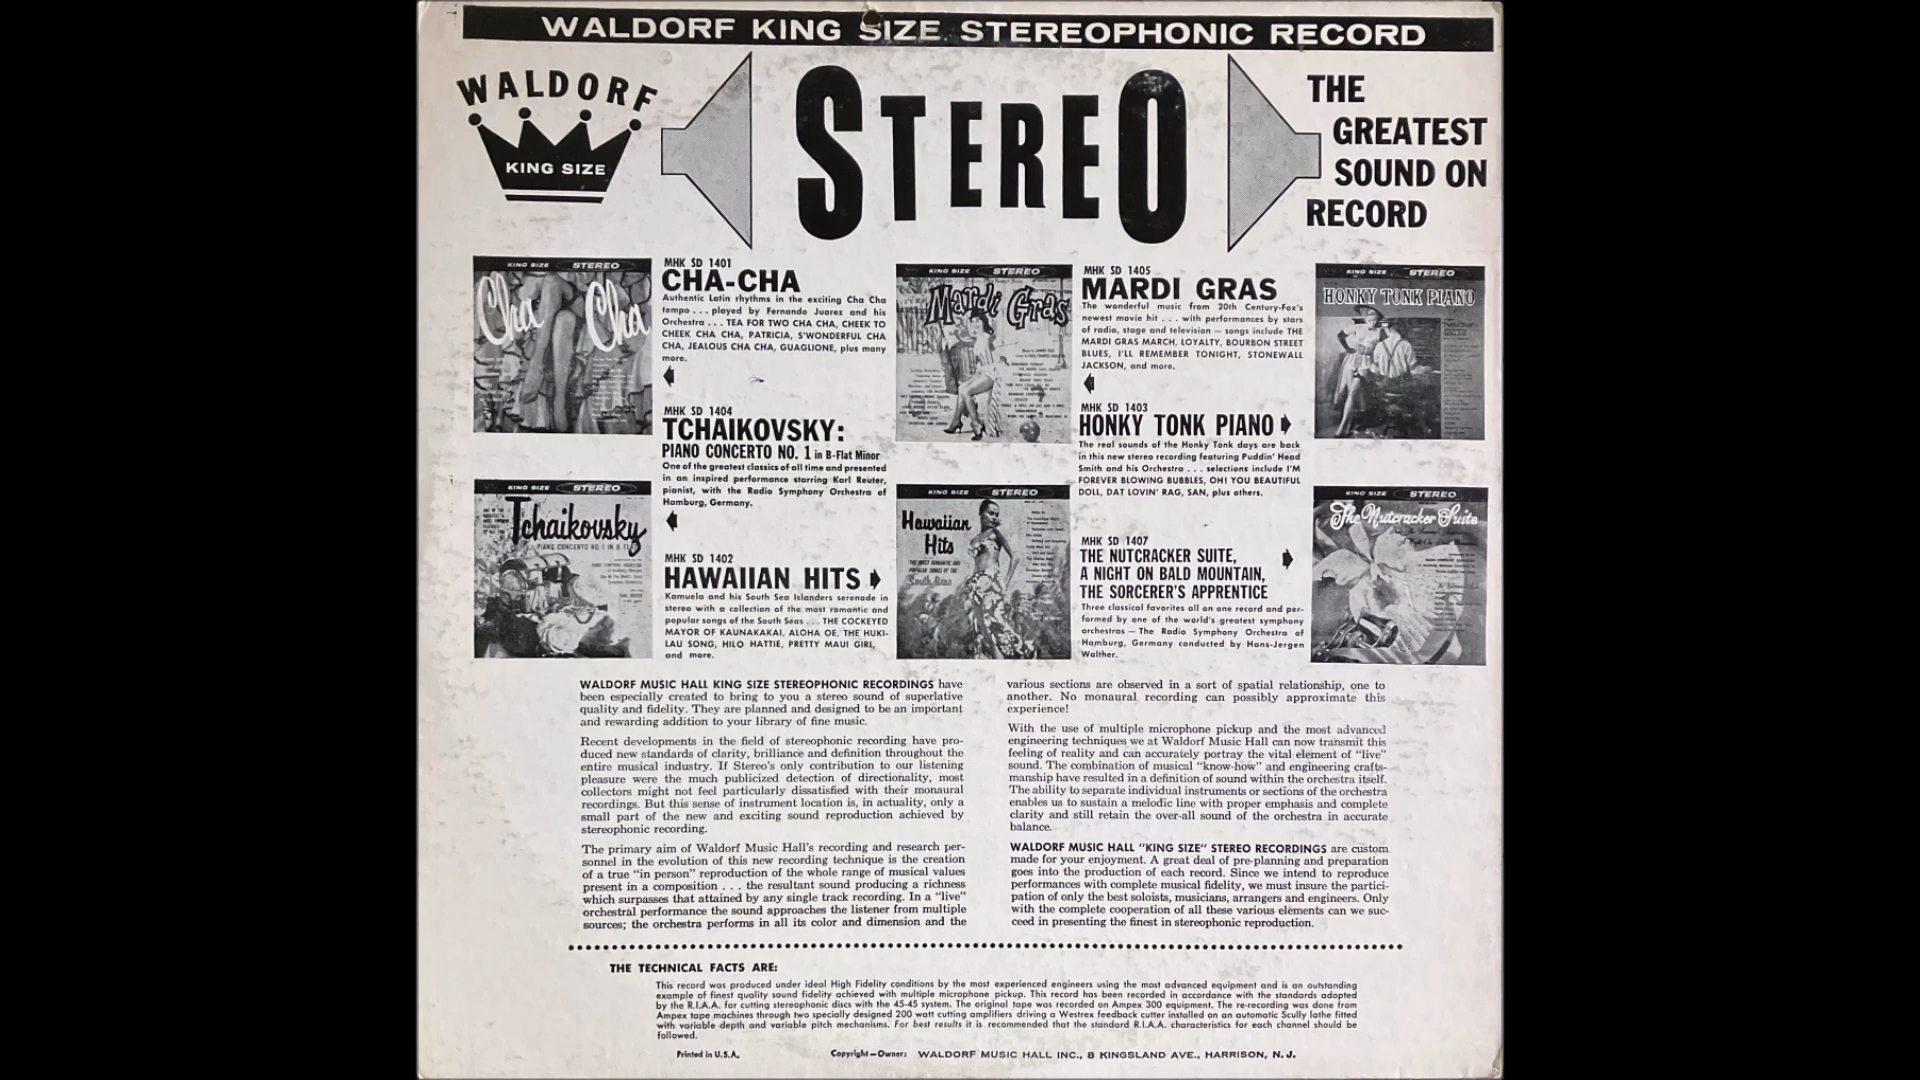 WALDORF KING SIZE STEREOPHONIC RECORD
WALDORF
KING SIZE
STEREO
THE
GREATEST
SOUND ON
RECORD
KING SIZE STEREO
Cha Cha
MHK SD 1401
CHA-CHA
Authentic Latin rhythms in the exciting Cha Cha
tempo . . . played by Fernando Juarez and his
Orchestra . . . TEA FOR TWO CHA CHA, CHEEK TO
CHEEK CHA CHA, PATRICIA, S'WONDERFUL CHA
CHA, JEALOUS CHA CHA, GUAGLIONE, plus many
more.
MHK SD 1404
TCHAIKOVSKY:
PIANO CONCERTO NO. 1 in B-Flat Minor
One of the greatest classics of all time and presented
in an inspired performance starring Karl Reuter,
pianist, with the Radio Symphony Orchestra of
Hamburg, Germany.
KING SIZE STEREO
Tchaikovsky
PIANO CONCERTO NO. 1 IN B FLAT
MHK SD 1402
HAWAIIAN HITS
Kamuela and his South Sea Islanders serenade in
stereo with a collection of the most romantic and
popular songs of the South Seas . . . THE COCKEYED
MAYOR OF KAUNAKAKAI, ALOHA OE, THE HUKI-
LAU SONG, HILO HATTIE, PRETTY MAUI GIRL,
and more.
KING SIZE STEREO
Mardi Gras
KING SIZE STEREO
Hawaiian
Hits
THE MOST ROMANTIC AND
POPULAR SONGS OF THE
South Seas
MHK SD 1405
MARDI GRAS
The wonderful music from 20th Century-Fox's
newest movie hit . . . with performances by stars
of radio, stage and television — songs include THE
MARDI GRAS MARCH, LOYALTY, BOURBON STREET
BLUES, I'LL REMEMBER TONIGHT, STONEWALL
JACKSON, and more.
MHK SD 1403
HONKY TONK PIANO
The real sounds of the Honky Tonk days are back
in this new stereo recording featuring Puddin' Head
Smith and his Orchestra . . . selections include I'M
FOREVER BLOWING BUBBLES, OH! YOU BEAUTIFUL
DOLL, DAT LOVIN' RAG, SAN, plus others.
KING SIZE STEREO
HONKY TONK PIANO
MHK SD 1407
THE NUTCRACKER SUITE,
A NIGHT ON BALD MOUNTAIN,
THE SORCERER'S APPRENTICE
Three classical favorites all on one record and per-
formed by one of the world's greatest symphony
orchestras — The Radio Symphony Orchestra of
Hamburg, Germany conducted by Hans-Jergen
Walther.
KING SIZE STEREO
The Nutcracker Suite
WALDORF MUSIC HALL KING SIZE STEREOPHONIC RECORDINGS have
been especially created to bring to you a stereo sound of superlative
quality and fidelity. They are planned and designed to be an important
and rewarding addition to your library of fine music.
Recent developments in the field of stereophonic recording have pro-
duced new standards of clarity, brilliance and definition throughout the
entire musical industry. If Stereo's only contribution to our listening
pleasure were the much publicized detection of directionality, most
collectors might not feel particularly dissatisfied with their monaural
recordings. But this sense of instrument location is, in actuality, only a
small part of the new and exciting sound reproduction achieved by
stereophonic recording.
The primary aim of Waldorf Music Hall's recording and research per-
sonnel in the evolution of this new recording technique is the creation
of a true "in person" reproduction of the whole range of musical values
present in a composition . . . the resultant sound producing a richness
which surpasses that attained by any single track recording. In a "live"
orchestral performance the sound approaches the listener from multiple
sources; the orchestra performs in all its color and dimension and the
various sections are observed in a sort of spatial relationship, one to
another. No monaural recording can possibly approximate this
experience!
With the use of multiple microphone pickup and the most advanced
engineering techniques we at Waldorf Music Hall can now transmit this
feeling of reality and can accurately portray the vital element of "live"
sound. The combination of musical "know-how" and engineering crafts-
manship have resulted in a definition of sound within the orchestra itself.
The ability to separate individual instruments or sections of the orchestra
enables us to sustain a melodic line with proper emphasis and complete
clarity and still retain the over-all sound of the orchestra in accurate
balance.
WALDORF MUSIC HALL "KING SIZE" STEREO RECORDINGS are custom
made for your enjoyment. A great deal of pre-planning and preparation
goes into the production of each record. Since we intend to reproduce
performances with complete musical fidelity, we must insure the partici-
pation of only the best soloists, musicians, arrangers and engineers. Only
with the complete cooperation of all these various elements can we suc-
ceed in presenting the finest in stereophonic reproduction.
THE TECHNICAL FACTS ARE:
This record was produced under ideal High Fidelity conditions by the most experienced engineers using the most advanced equipment and is an outstanding
example of finest quality sound fidelity achieved with multiple microphone pickup. This record has been recorded in accordance with the standards adopted
by the R.I.A.A. for cutting stereophonic discs with the 45-45 system. The original tape was recorded on Ampex 300 equipment. The re-recording was done from
Ampex tape machines through two specially designed 200 watt cutting amplifiers driving a Westrex feedback cutter installed on an automatic Scully lathe fitted
with variable depth and variable pitch mechanisms. For best results it is recommended that the standard R.I.A.A. characteristics for each channel should be
followed.
Printed in U.S.A.
Copyright—Owner: WALDORF MUSIC HALL INC., 8 KINGSLAND AVE., HARRISON, N. J.